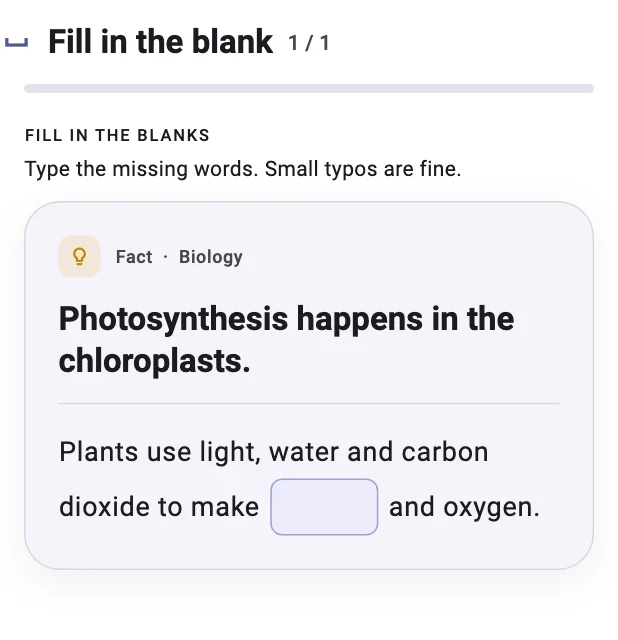 Fill in the blank 1 / 1
FILL IN THE BLANKS
Type the missing words. Small typos are fine.
Fact · Biology
Photosynthesis happens in the
chloroplasts.
Plants use light, water and carbon
dioxide to make and oxygen.